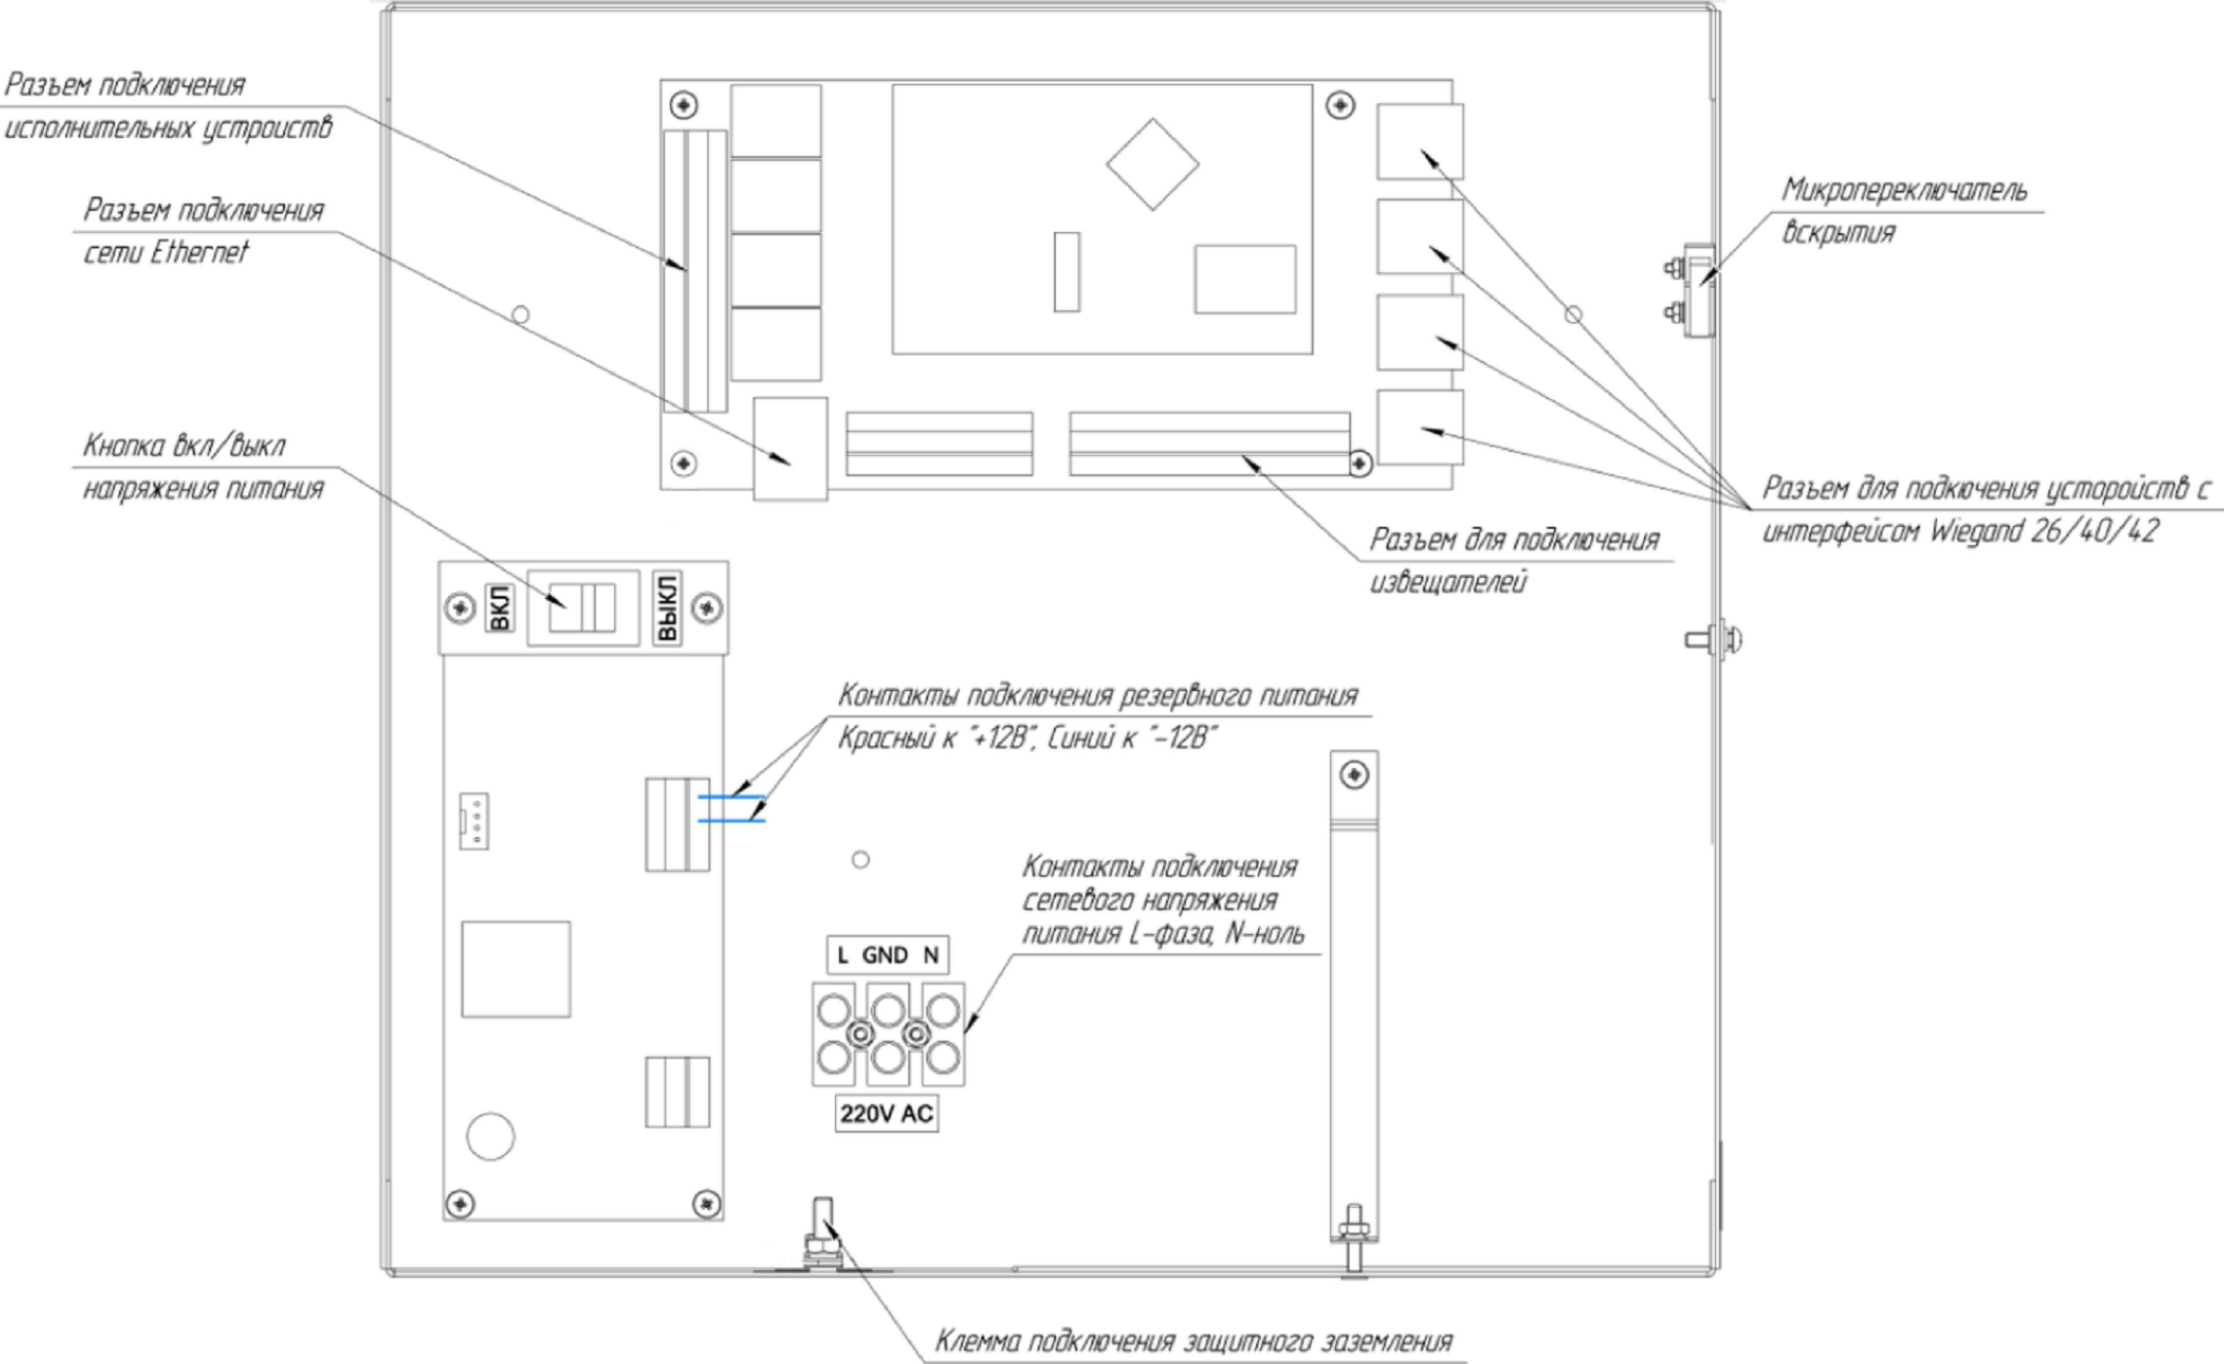 Разъем подключения
исполнительных устроиств
Разъем подключения
сети Ethernet
Кнопка вкл/выкл
напряжения питания
Микропереключатель
вскрытия
Разъем для подкючения усторойств с
интерфейсом Wiegand 26/40/42
Разъем для подключения
извещателей
ВКЛ
ВЫКЛ
Контакты подключения резервного питания
Красный к "+12В", Синий к "-12В"
Контакты подключения
сетевого напряжения
питания L-фаза, N-ноль
L GND N
220V AC
Клемма подключения защитного заземления